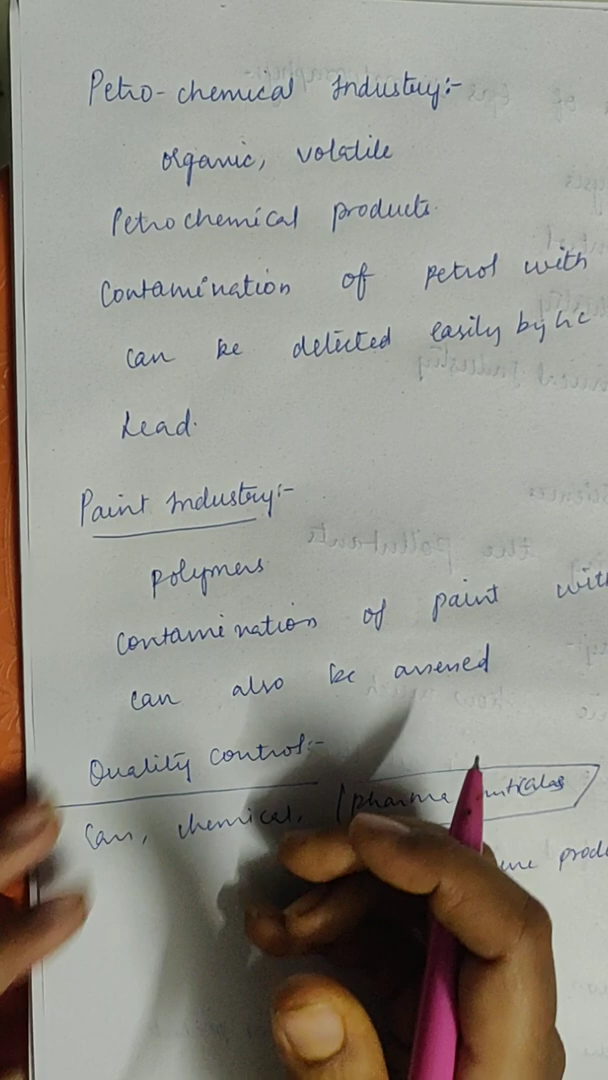 Petro-chemical Industry:-
organic, volatile
Petrochemical products.
Contamination of petrol with
can be detected easily by
Lead.
Paint Industry:-
Polymers
Contamination of paint with
can also be assessed
Quality control:-
chemical,